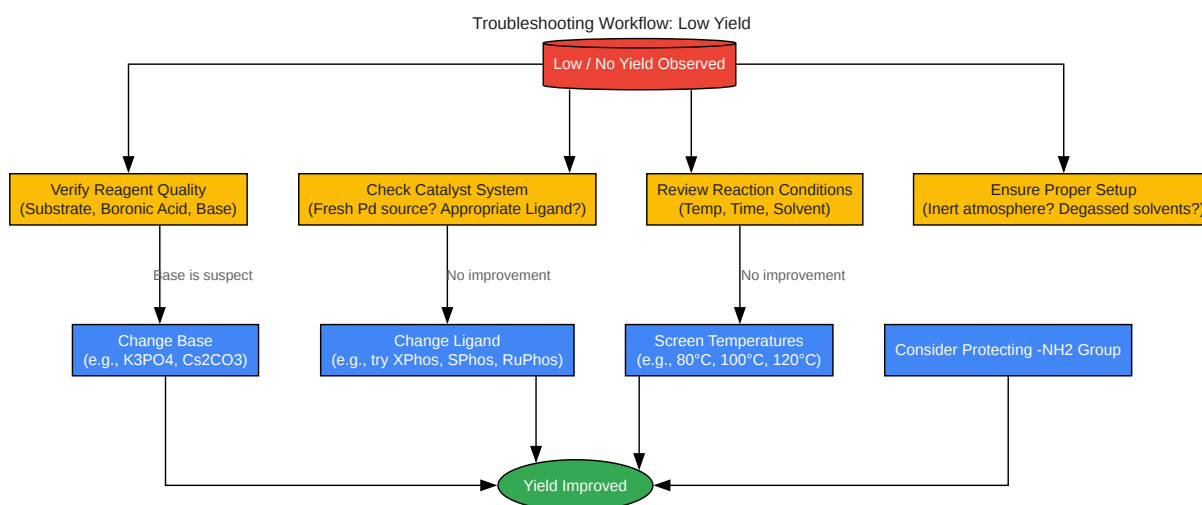 Troubleshooting Workflow: Low Yield
Low / No Yield Observed
Verify Reagent Quality
(Substrate, Boronic Acid, Base)
Check Catalyst System
(Fresh Pd source? Appropriate Ligand?)
Review Reaction Conditions
(Temp, Time, Solvent)
Ensure Proper Setup
(Inert atmosphere? Degassed solvents?)
Base is suspect
No improvement
No improvement
Change Base
(e.g., K3PO4, Cs2CO3)
Change Ligand
(e.g., try XPhos, SPhos, RuPhos)
Screen Temperatures
(e.g., 80°C, 100°C, 120°C)
Consider Protecting -NH2 Group
Yield Improved